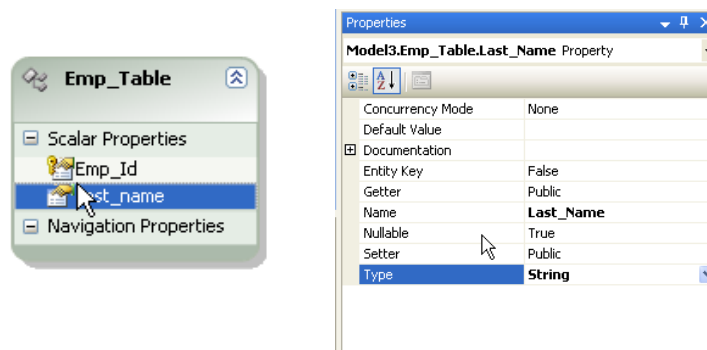 Emp_Table
Scalar Properties
Emp_Id
st_name
Navigation Properties
Properties
Model3.Emp_Table.Last_Name Property
Concurrency Mode None
Default Value
Documentation
Entity Key False
Getter Public
Name Last_Name
Nullable True
Setter Public
Type String